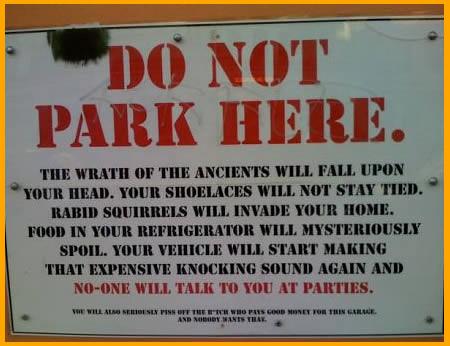 DO NOT
PARK HERE.
THE WRATH OF THE ANCIENTS WILL FALL UPON
YOUR HEAD. YOUR SHOELACES WILL NOT STAY TIED.
RABID SQUIRRELS WILL INVADE YOUR HOME.
FOOD IN YOUR REFRIGERATOR WILL MYSTERIOUSLY
SPOIL. YOUR VEHICLE WILL START MAKING
THAT EXPENSIVE KNOCKING SOUND AGAIN AND
NO-ONE WILL TALK TO YOU AT PARTIES.
YOU WILL ALSO SERIOUSLY PISS OFF THE B*TCH WHO PAYS GOOD MONEY FOR THIS GARAGE.
AND NOBODY WANTS THAT.